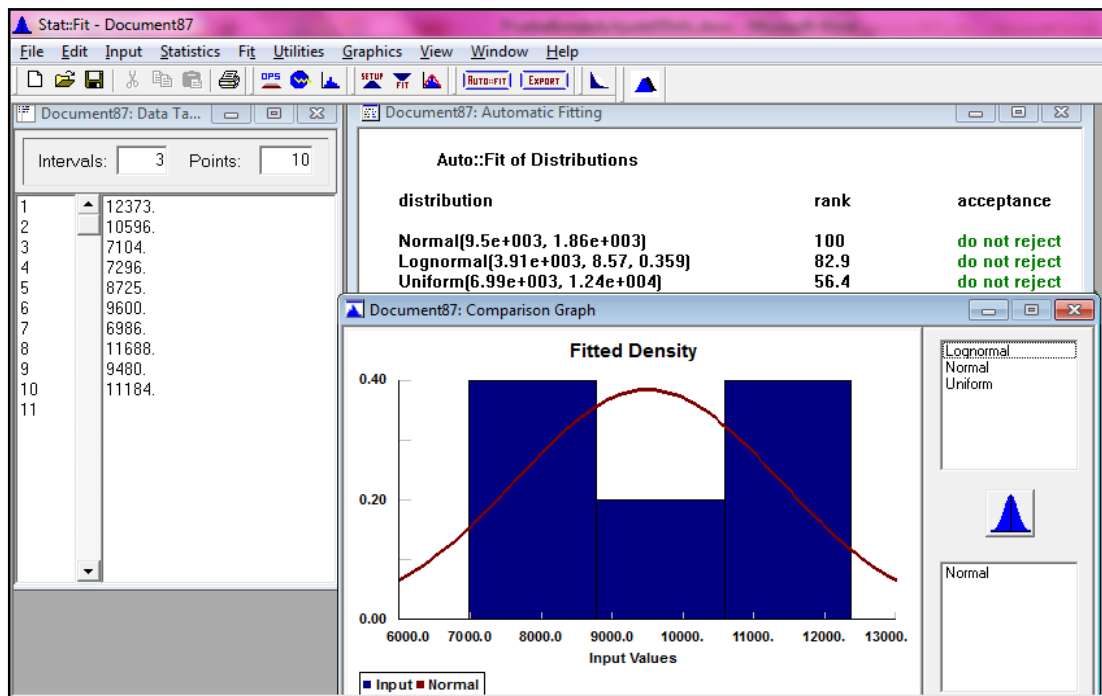 Stat::Fit - Document87
File Edit Input Statistics Fit Utilities Graphics View Window Help
OPS SETUP FIT AUTO::FIT EXPORT
Document87: Data Ta...
Intervals: 3 Points: 10
1 12373.
2 10596.
3 7104.
4 7296.
5 8725.
6 9600.
7 6986.
8 11688.
9 9480.
10 11184.
11
Document87: Automatic Fitting
Auto::Fit of Distributions
distribution rank acceptance
Normal(9.5e+003, 1.86e+003) 100 do not reject
Lognormal(3.91e+003, 8.57, 0.359) 82.9 do not reject
Uniform(6.99e+003, 1.24e+004) 56.4 do not reject
Document87: Comparison Graph
Fitted Density
0.40
0.20
0.00
6000.0 7000.0 8000.0 9000.0 10000. 11000. 12000. 13000.
Input Values
Input Normal
Lognormal
Normal
Uniform
Normal